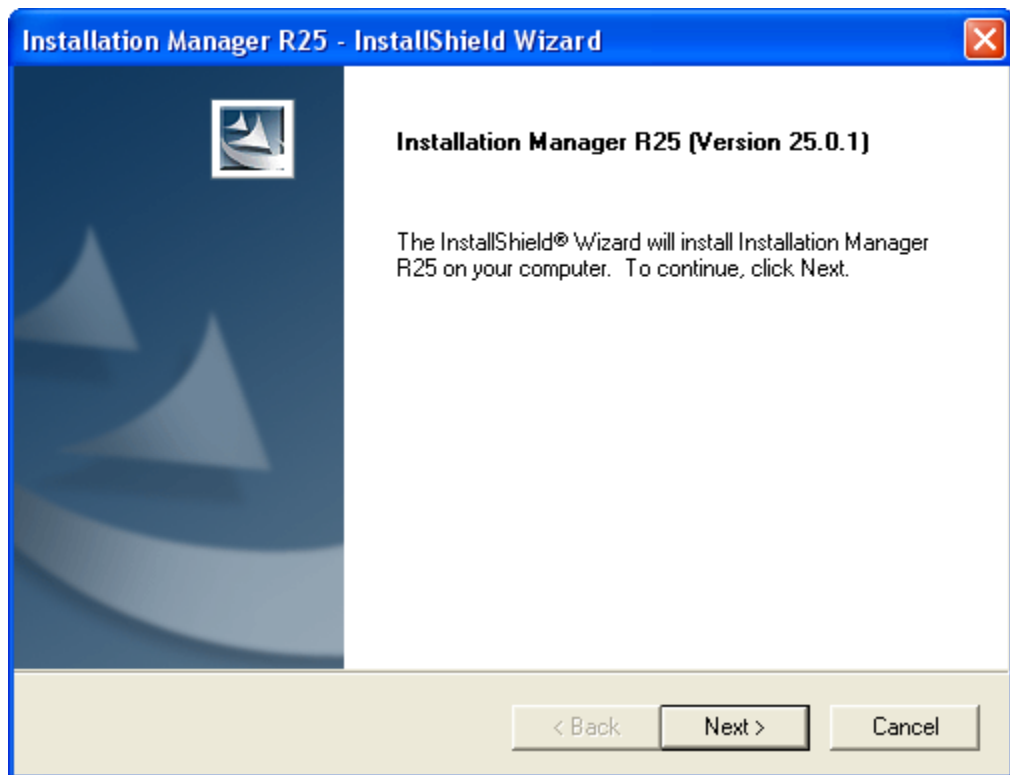 Installation Manager R25 - InstallShield Wizard
Installation Manager R25 (Version 25.0.1)
The InstallShield® Wizard will install Installation Manager
R25 on your computer.  To continue, click Next.
< Back
Next >
Cancel